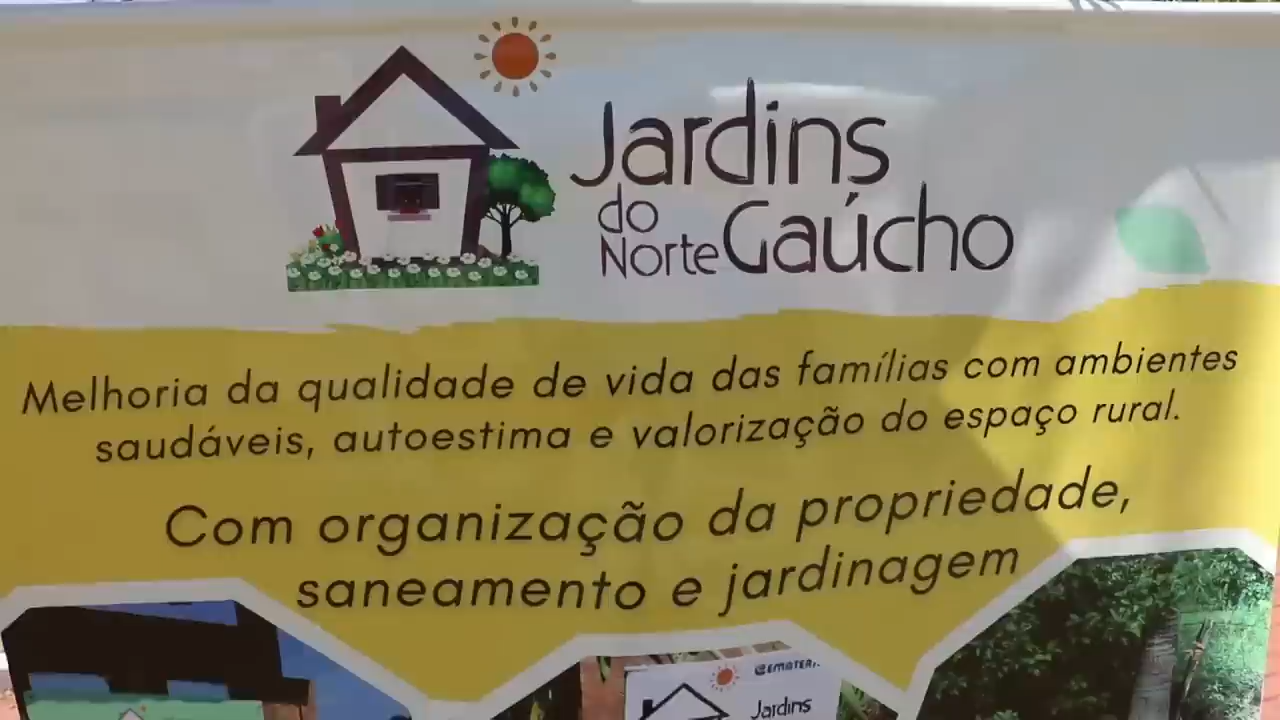 Jardins
do
Norte Gaúcho
Melhoria da qualidade de vida das famílias com ambientes
saudáveis, autoestima e valorização do espaço rural.
Com organização da propriedade,
saneamento e jardinagem
@EMATER
Jardins